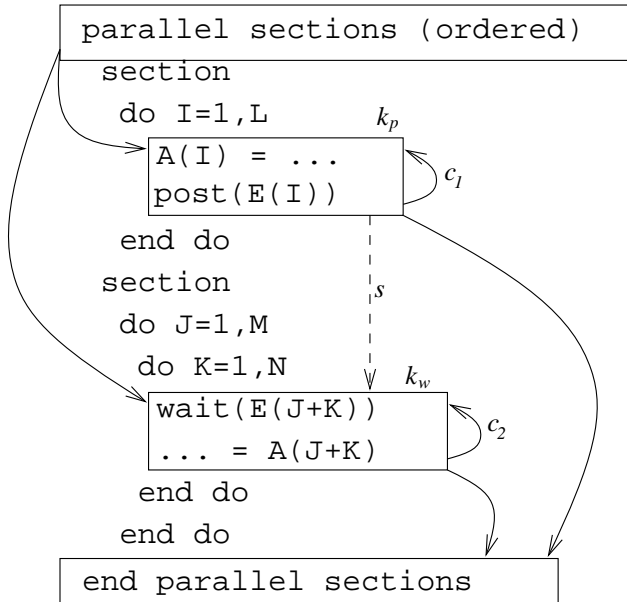 parallel sections (ordered)
section
do I=1,L
k_p
A(I) = ...
post(E(I))
c_1
end do
section
s
do J=1,M
do K=1,N
k_w
wait(E(J+K))
... = A(J+K)
c_2
end do
end do
end parallel sections